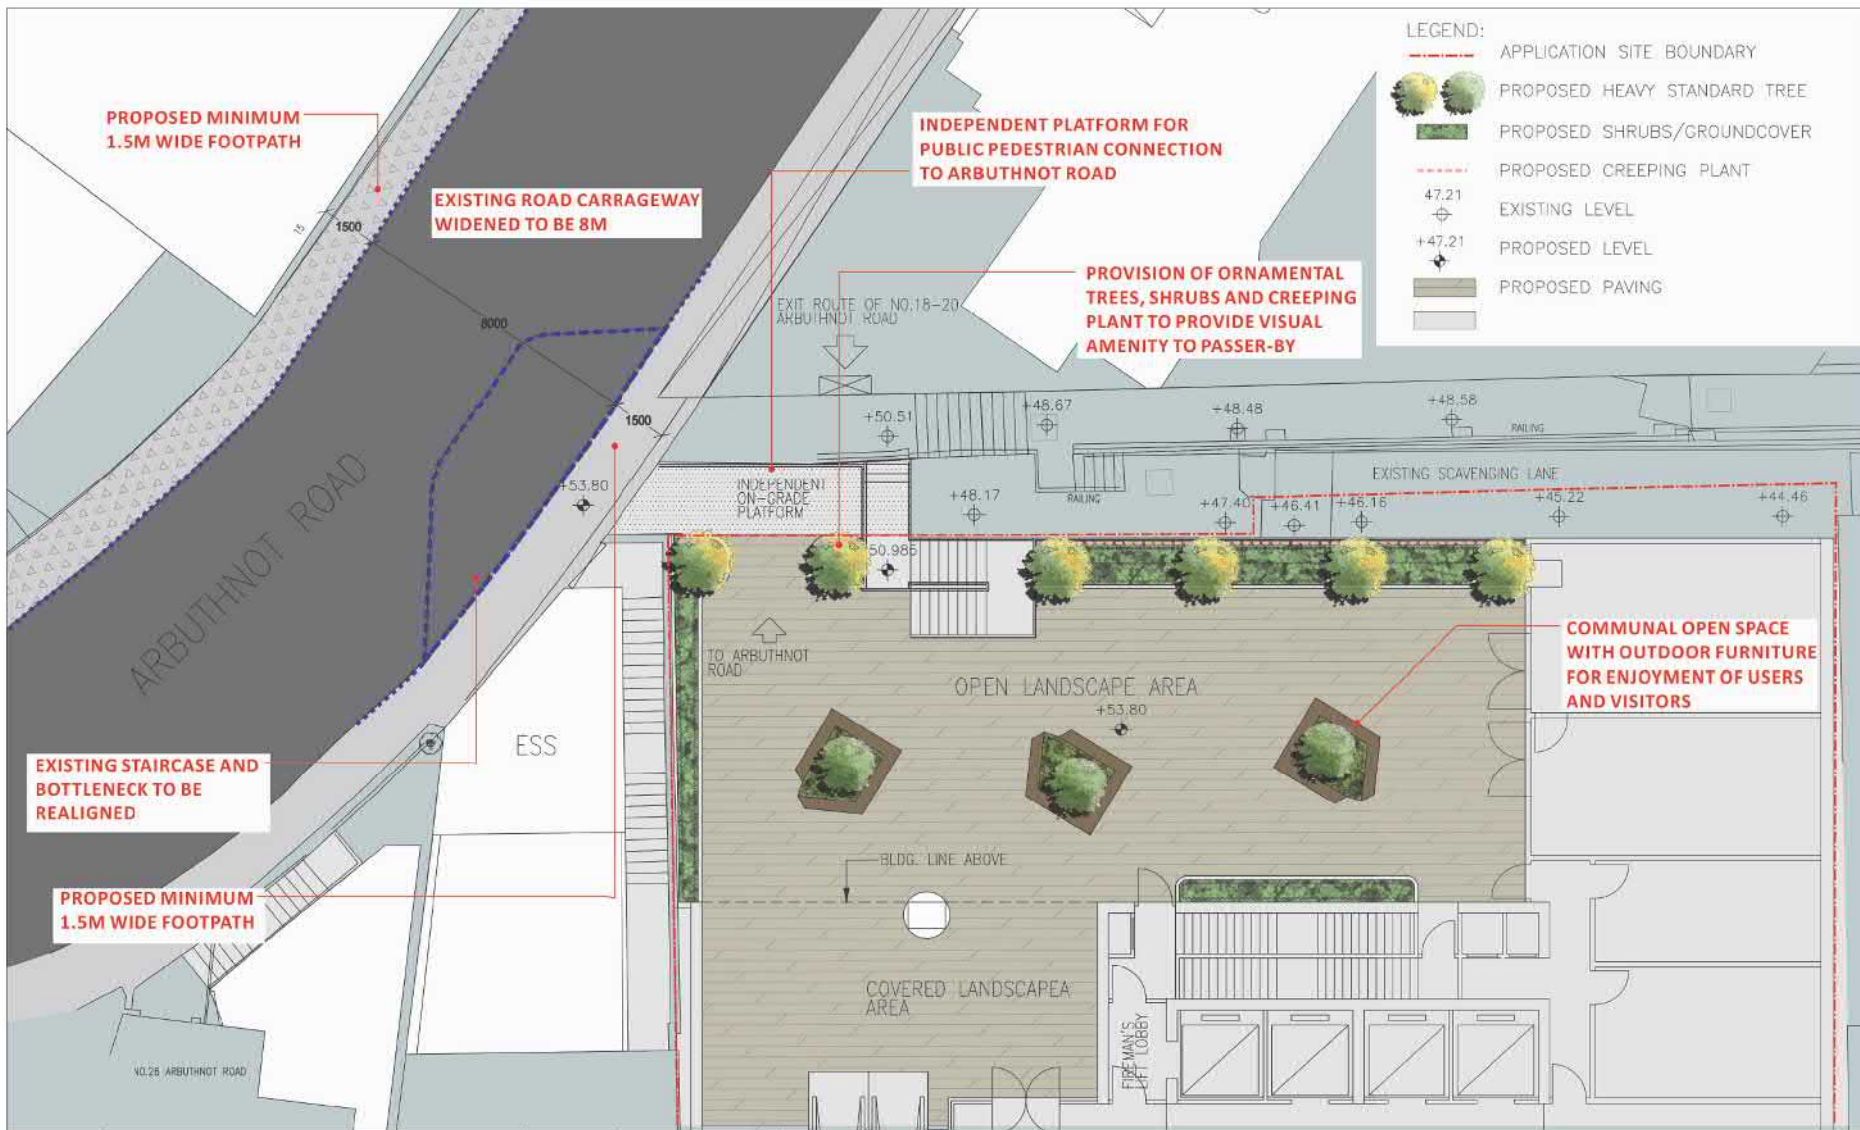 LEGEND:
APPLICATION SITE BOUNDARY
PROPOSED HEAVY STANDARD TREE
PROPOSED SHRUBS/GROUNDCOVER
PROPOSED CREEPING PLANT
47.21
EXISTING LEVEL
+47.21
PROPOSED LEVEL
PROPOSED PAVING
PROPOSED MINIMUM
1.5M WIDE FOOTPATH
EXISTING ROAD CARRAGEWAY
WIDENED TO BE 8M
INDEPENDENT PLATFORM FOR
PUBLIC PEDESTRIAN CONNECTION
TO ARBUTHNOT ROAD
PROVISION OF ORNAMENTAL
TREES, SHRUBS AND CREEPING
PLANT TO PROVIDE VISUAL
AMENITY TO PASSER-BY
15
1500
8000
1500
EXIT ROUTE OF NO.18-20
ARBUTHNOT ROAD
+50.51
+48.67
+48.48
+48.58
RAILING
EXISTING SCAVENGING LANE
RAILING
+53.80
INDEPENDENT
ON-GRADE
PLATFORM
+48.17
+47.40
+46.41
+46.16
+45.22
+44.46
50.985
ARBUTHNOT ROAD
TO ARBUTHNOT
ROAD
OPEN LANDSCAPE AREA
+53.80
COMMUNAL OPEN SPACE
WITH OUTDOOR FURNITURE
FOR ENJOYMENT OF USERS
AND VISITORS
ESS
EXISTING STAIRCASE AND
BOTTLENECK TO BE
REALIGNED
BLDG. LINE ABOVE
PROPOSED MINIMUM
1.5M WIDE FOOTPATH
COVERED LANDSCAPEA
AREA
FIREMAN'S
LIFT LOBBY
NO.26 ARBUTHNOT ROAD